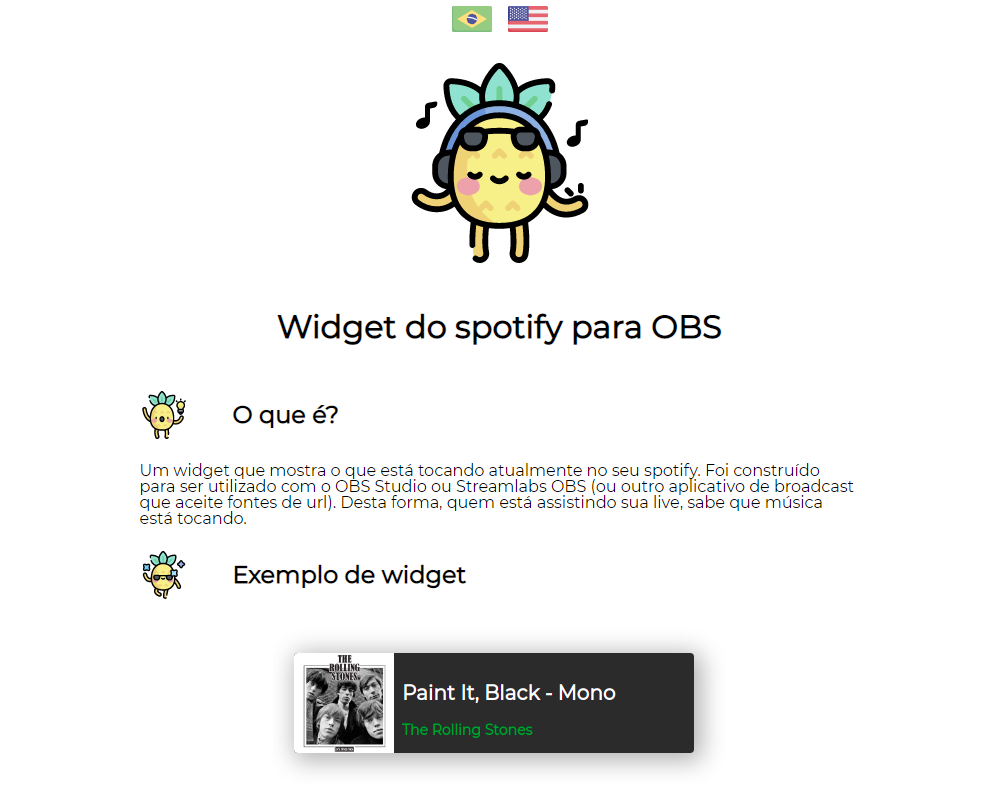 Widget do spotify para OBS
O que é?
Um widget que mostra o que está tocando atualmente no seu spotify. Foi construído
para ser utilizado com o OBS Studio ou Streamlabs OBS (ou outro aplicativo de broadcast
que aceite fontes de url). Desta forma, quem está assistindo sua live, sabe que música
está tocando.
Exemplo de widget
THE
ROLLING
STONES
Paint It, Black - Mono
The Rolling Stones